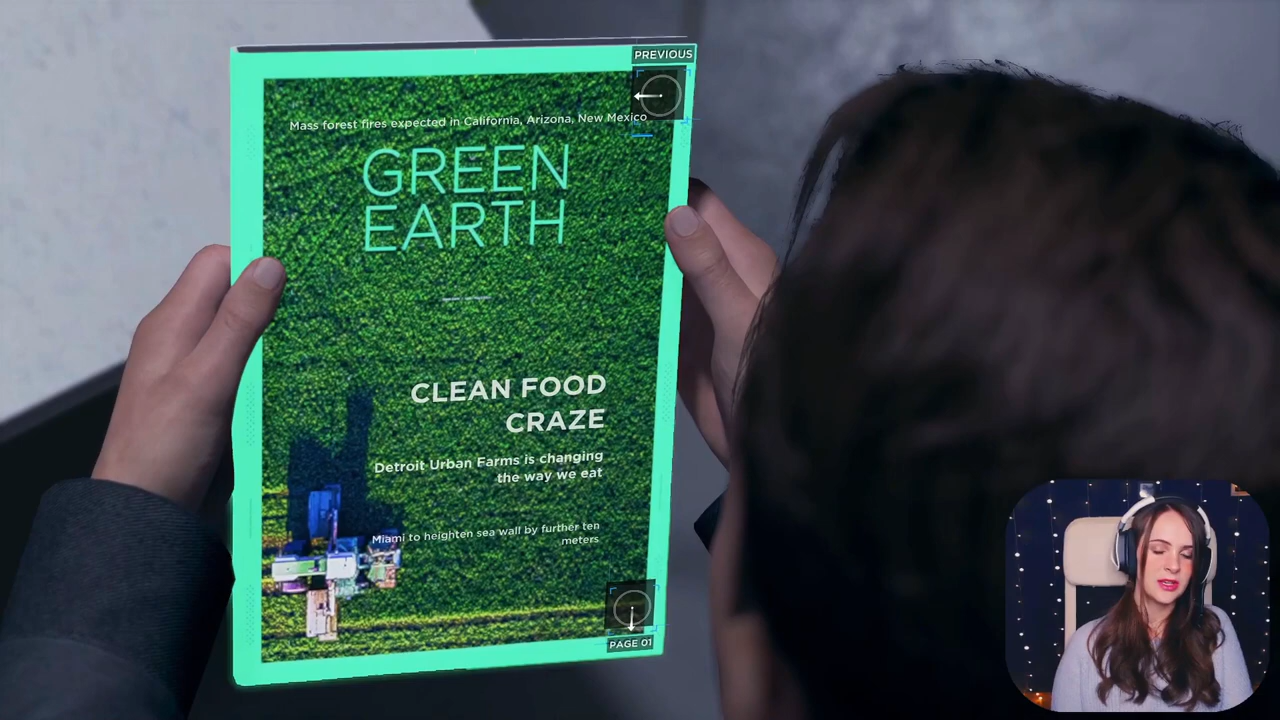 PREVIOUS
Mass forest fires expected in California, Arizona, New Mexico
GREEN
EARTH
CLEAN FOOD
CRAZE
Detroit Urban Farms is changing
the way we eat
Miami to heighten sea wall by further ten
meters
PAGE 01